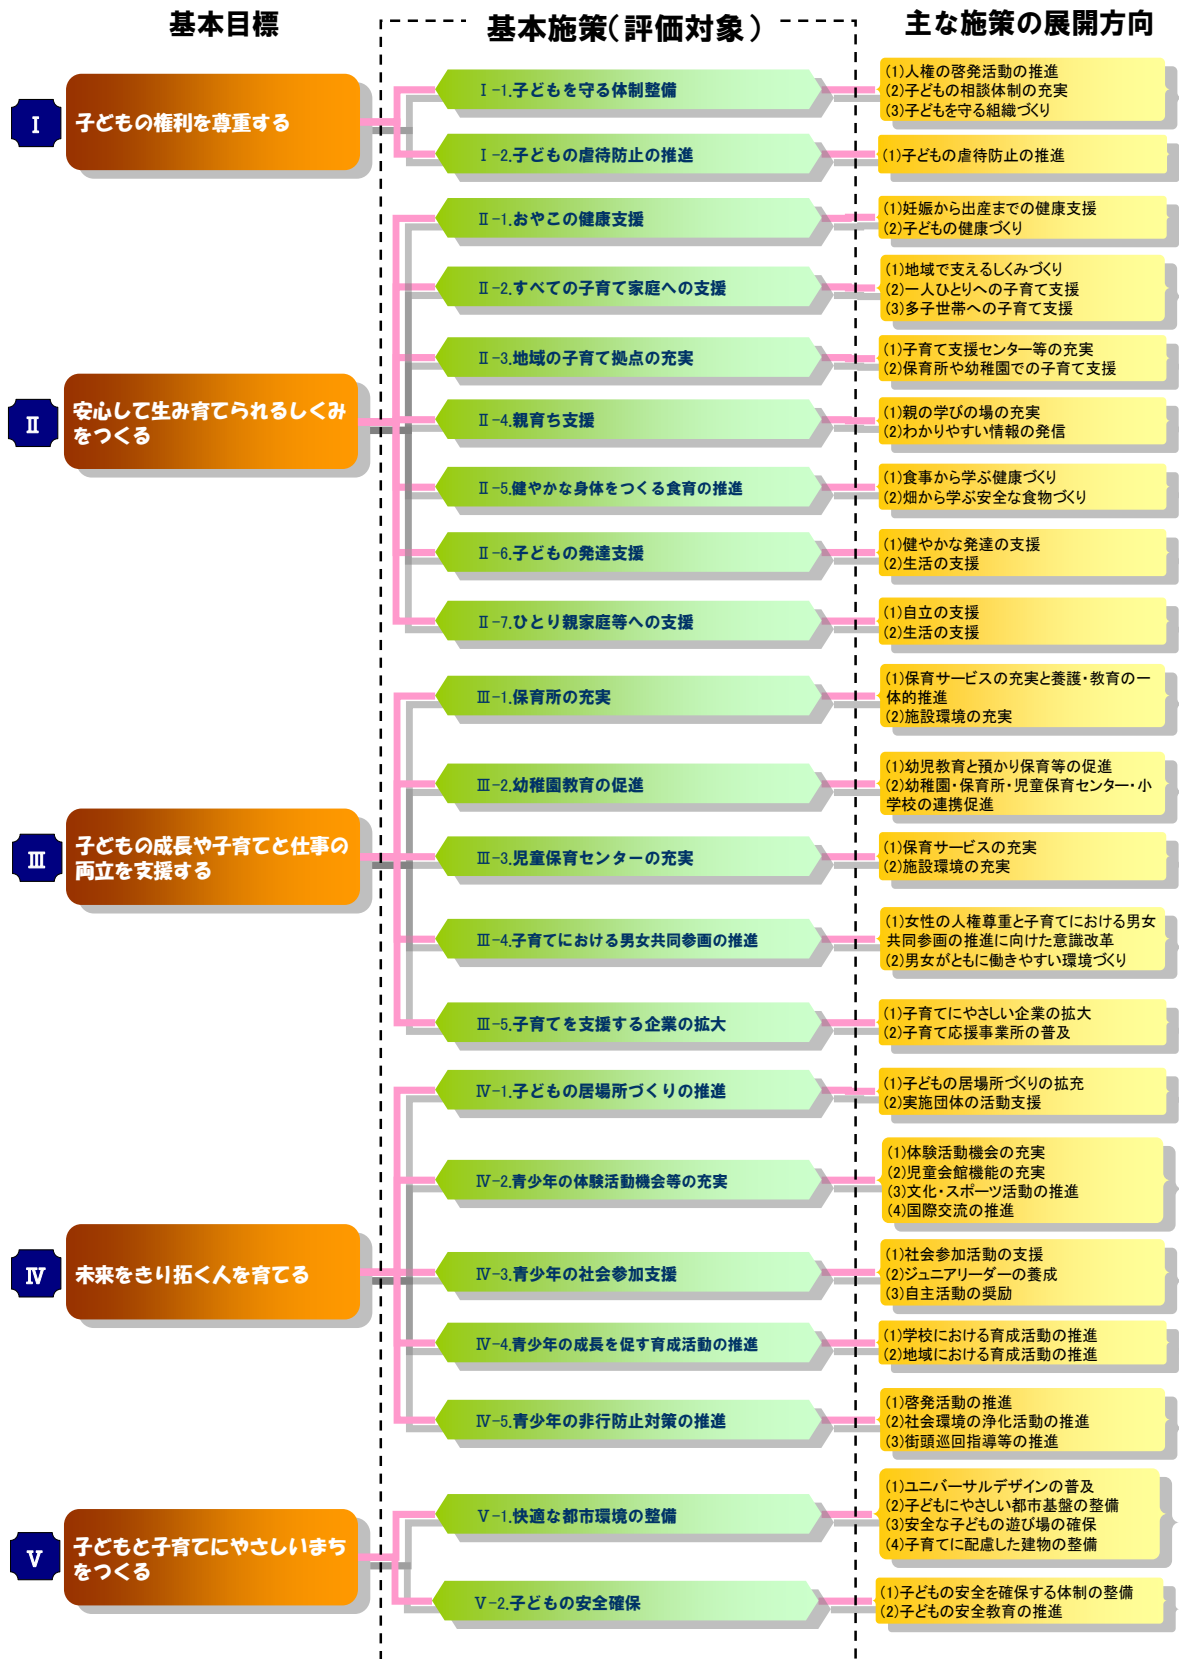 基本目標
基本施策(評価対象)
主な施策の展開方向
Ⅰ
子どもの権利を尊重する
Ⅰ-1.子どもを守る体制整備
(1)人権の啓発活動の推進
(2)子どもの相談体制の充実
(3)子どもを守る組織づくり
Ⅰ-2.子どもの虐待防止の推進
(1)子どもの虐待防止の推進
Ⅱ
安心して生み育てられるしくみ
をつくる
Ⅱ-1.おやこの健康支援
(1)妊娠から出産までの健康支援
(2)子どもの健康づくり
Ⅱ-2.すべての子育て家庭への支援
(1)地域で支えるしくみづくり
(2)一人ひとりへの子育て支援
(3)多子世帯への子育て支援
Ⅱ-3.地域の子育て拠点の充実
(1)子育て支援センター等の充実
(2)保育所や幼稚園での子育て支援
Ⅱ-4.親育ち支援
(1)親の学びの場の充実
(2)わかりやすい情報の発信
Ⅱ-5.健やかな身体をつくる食育の推進
(1)食事から学ぶ健康づくり
(2)畑から学ぶ安全な食物づくり
Ⅱ-6.子どもの発達支援
(1)健やかな発達の支援
(2)生活の支援
Ⅱ-7.ひとり親家庭等への支援
(1)自立の支援
(2)生活の支援
Ⅲ
子どもの成長や子育てと仕事の
両立を支援する
Ⅲ-1.保育所の充実
(1)保育サービスの充実と養護・教育の一
体的推進
(2)施設環境の充実
Ⅲ-2.幼稚園教育の促進
(1)幼児教育と預かり保育等の促進
(2)幼稚園・保育所・児童保育センター・小
学校の連携促進
Ⅲ-3.児童保育センターの充実
(1)保育サービスの充実
(2)施設環境の充実
Ⅲ-4.子育てにおける男女共同参画の推進
(1)女性の人権尊重と子育てにおける男女
共同参画の推進に向けた意識改革
(2)男女がともに働きやすい環境づくり
Ⅲ-5.子育てを支援する企業の拡大
(1)子育てにやさしい企業の拡大
(2)子育て応援事業所の普及
Ⅳ
未来をきり拓く人を育てる
Ⅳ-1.子どもの居場所づくりの推進
(1)子どもの居場所づくりの拡充
(2)実施団体の活動支援
Ⅳ-2.青少年の体験活動機会等の充実
(1)体験活動機会の充実
(2)児童会館機能の充実
(3)文化・スポーツ活動の推進
(4)国際交流の推進
Ⅳ-3.青少年の社会参加支援
(1)社会参加活動の支援
(2)ジュニアリーダーの養成
(3)自主活動の奨励
Ⅳ-4.青少年の成長を促す育成活動の推進
(1)学校における育成活動の推進
(2)地域における育成活動の推進
Ⅳ-5.青少年の非行防止対策の推進
(1)啓発活動の推進
(2)社会環境の浄化活動の推進
(3)街頭巡回指導等の推進
Ⅴ
子どもと子育てにやさしいまち
をつくる
Ⅴ-1.快適な都市環境の整備
(1)ユニバーサルデザインの普及
(2)子どもにやさしい都市基盤の整備
(3)安全な子どもの遊び場の確保
(4)子育てに配慮した建物の整備
Ⅴ-2.子どもの安全確保
(1)子どもの安全を確保する体制の整備
(2)子どもの安全教育の推進